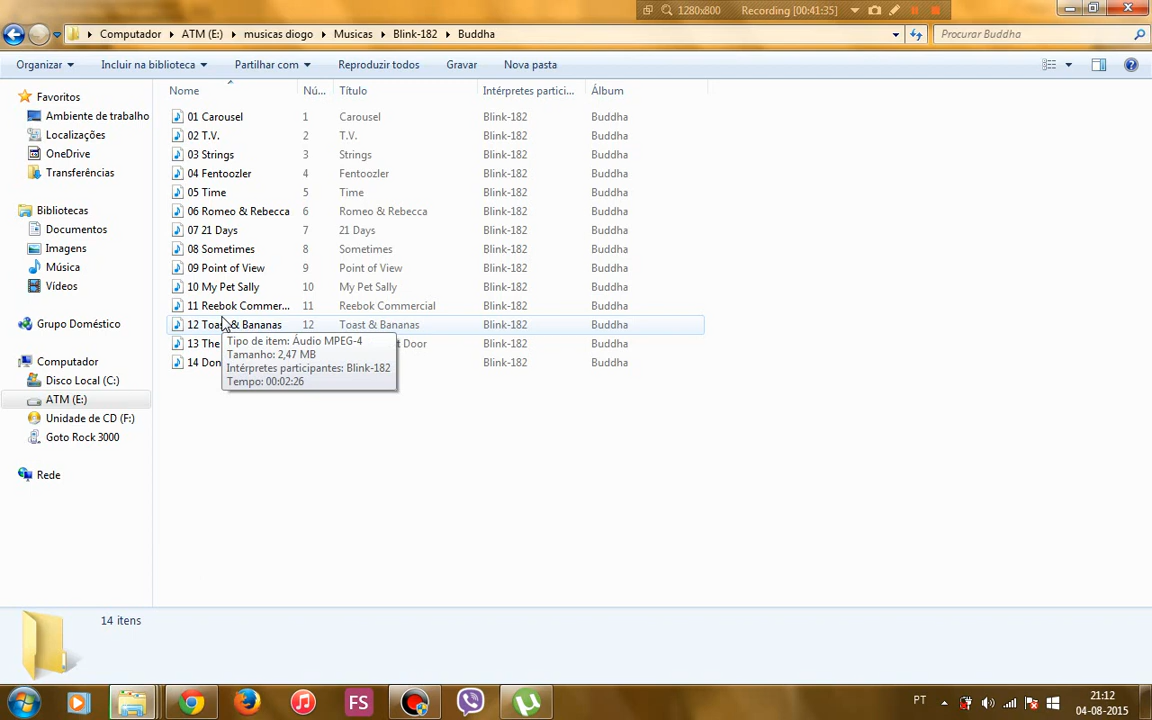 1280x800 Recording [00:41:35]
Computador ATM (E:) musicas diogo Musicas Blink-182 Buddha Procurar Buddha
Organizar Incluir na biblioteca Partilhar com Reproduzir todos Gravar Nova pasta
Nome Nú... Título Intérpretes partici... Álbum
Favoritos
Ambiente de trabalho
Localizações
OneDrive
Transferências
Bibliotecas
Documentos
Imagens
Música
Vídeos
Grupo Doméstico
Computador
Disco Local (C:)
ATM (E:)
Unidade de CD (F:)
Goto Rock 3000
Rede
01 Carousel 1 Carousel Blink-182 Buddha
02 T.V. 2 T.V. Blink-182 Buddha
03 Strings 3 Strings Blink-182 Buddha
04 Fentoozler 4 Fentoozler Blink-182 Buddha
05 Time 5 Time Blink-182 Buddha
06 Romeo & Rebecca 6 Romeo & Rebecca Blink-182 Buddha
07 21 Days 7 21 Days Blink-182 Buddha
08 Sometimes 8 Sometimes Blink-182 Buddha
09 Point of View 9 Point of View Blink-182 Buddha
10 My Pet Sally 10 My Pet Sally Blink-182 Buddha
11 Reebok Commer... 11 Reebok Commercial Blink-182 Buddha
12 Toast & Bananas 12 Toast & Bananas Blink-182 Buddha
13 The t Door Blink-182 Buddha
14 Don Blink-182 Buddha
Tipo de item: Áudio MPEG-4
Tamanho: 2,47 MB
Intérpretes participantes: Blink-182
Tempo: 00:02:26
14 itens
FS PT 21:12
04-08-2015